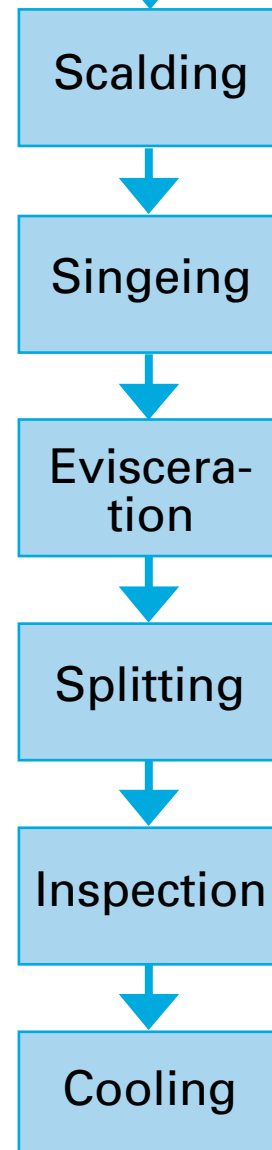 Scalding
Singeing
Eviscera-
tion
Splitting
Inspection
Cooling